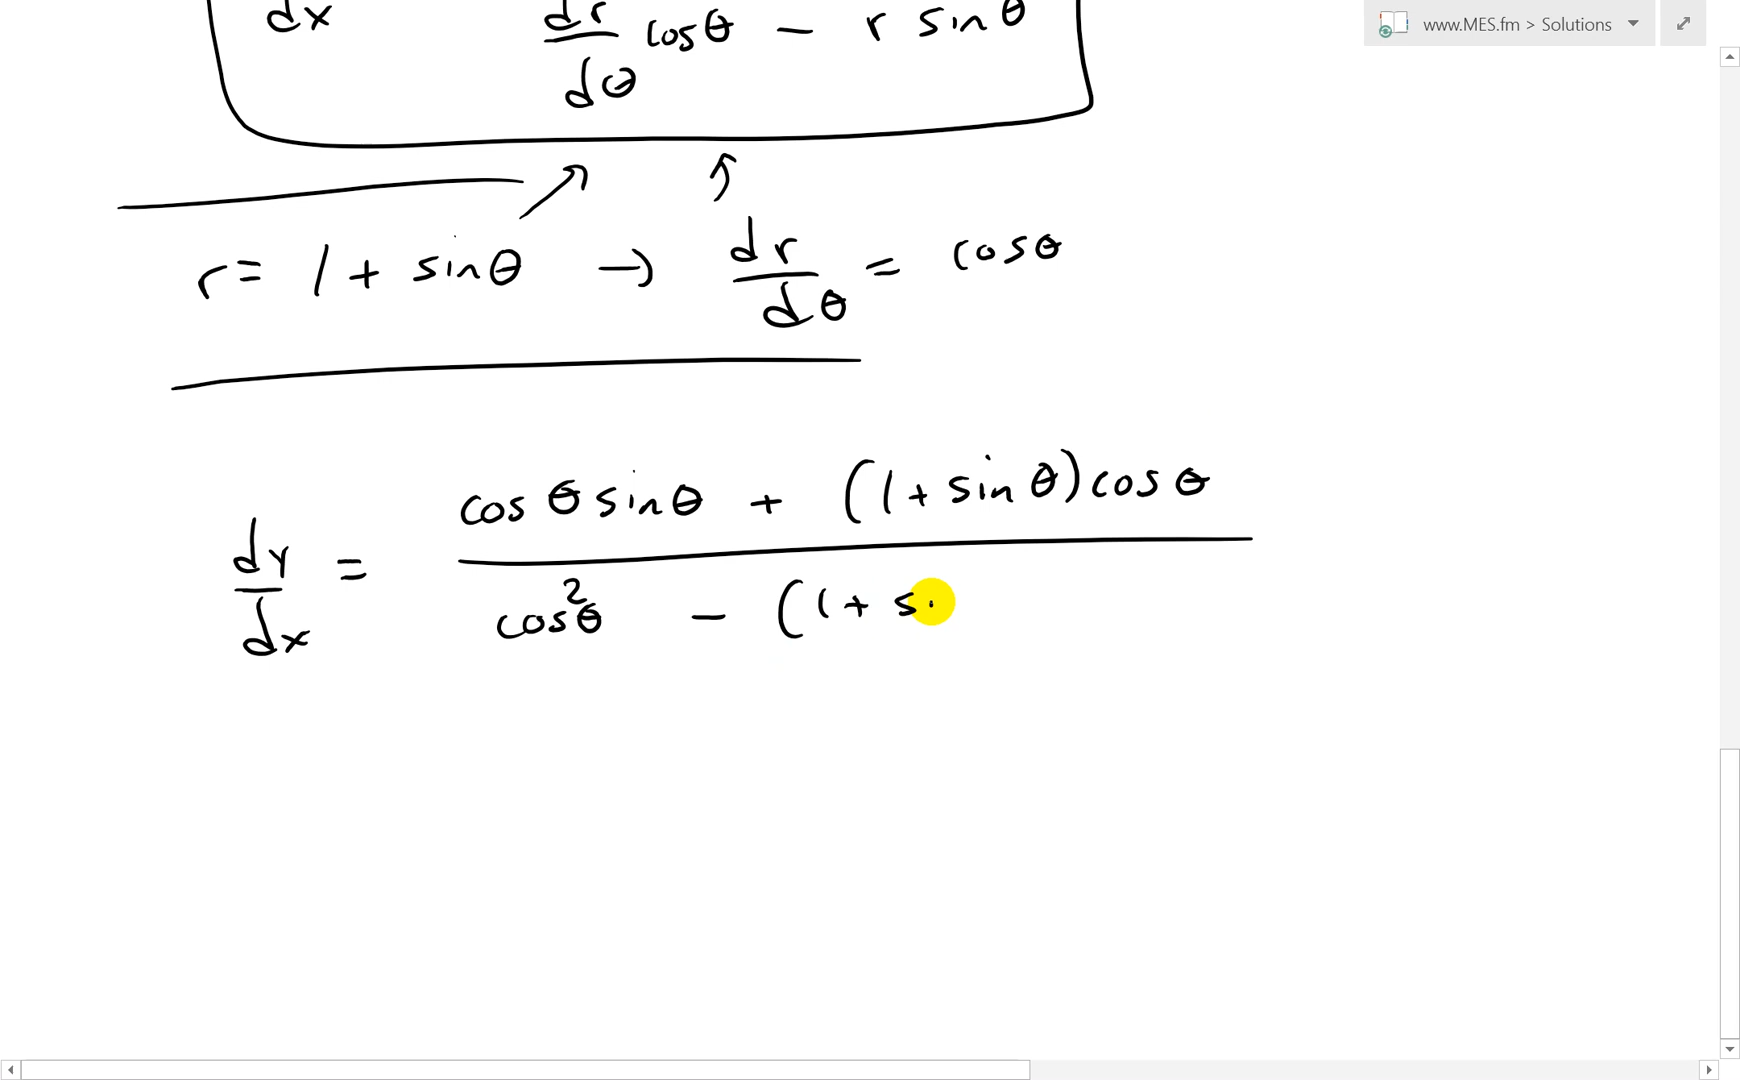 www.MES.fm > Solutions
dx dr/dθ cosθ - r sinθ
r = 1 + sinθ → dr/dθ = cosθ
dy/dx = cosθ sinθ + (1 + sinθ) cosθ
cos²θ - (1 + si